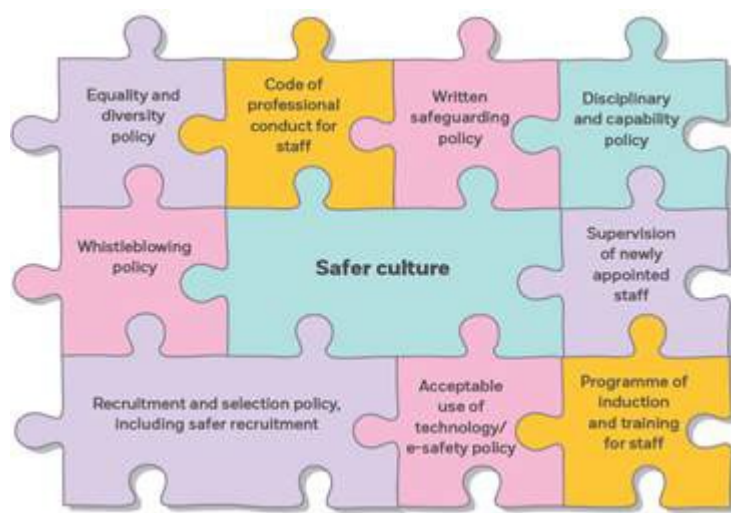 Equality and
diversity
policy
Code of
professional
conduct for
staff
Written
safeguarding
policy
Disciplinary
and capability
policy
Whistleblowing
policy
Safer culture
Supervision
of newly
appointed
staff
Recruitment and selection policy,
including safer recruitment
Acceptable
use of
technology/
e-safety policy
Programme of
induction
and training
for staff